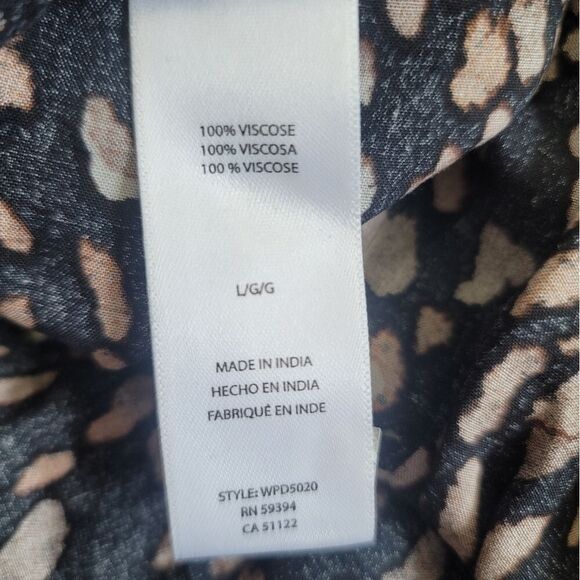 100% VISCOSE
100% VISCOSA
100 % VISCOSE
L/G/G
MADE IN INDIA
HECHO EN INDIA
FABRIQUÉ EN INDE
STYLE: WPD5020
RN 59394
CA 51122